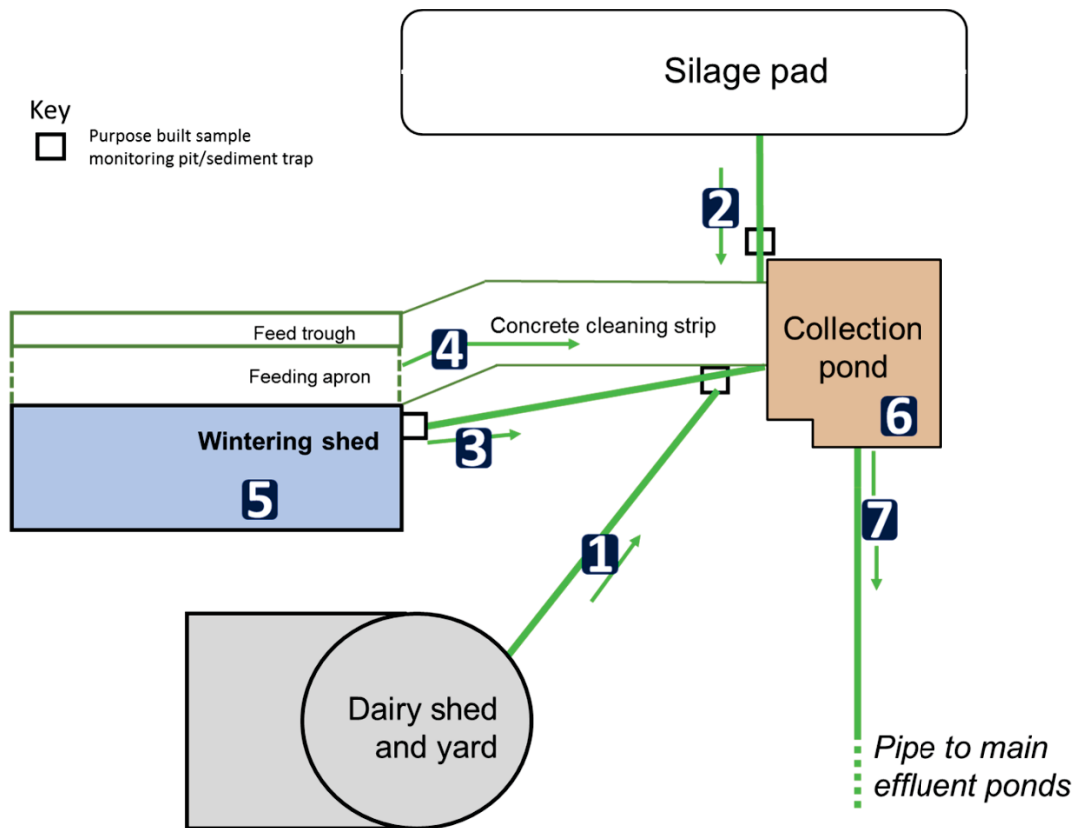 Silage pad
Key
Purpose built sample
monitoring pit/sediment trap
2
Feed trough
Concrete cleaning strip
4
Feeding apron
Collection
pond
6
Wintering shed
3
5
7
1
Dairy shed
and yard
Pipe to main
effluent ponds